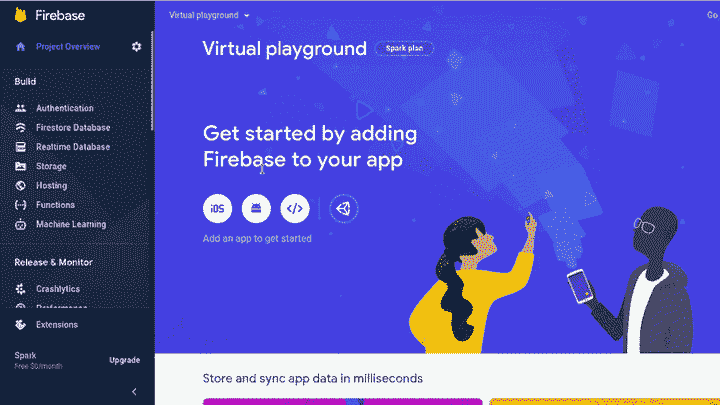 Firebase
Virtual playground
Go
Project Overview
Virtual playground
Spark plan
Build
Authentication
Firestore Database
Realtime Database
Storage
Hosting
Functions
Machine Learning
Get started by adding
Firebase to your app
iOS
</>
Add an app to get started
Release & Monitor
Crashlytics
Performance
Extensions
Spark
Free $0/month
Upgrade
Store and sync app data in milliseconds